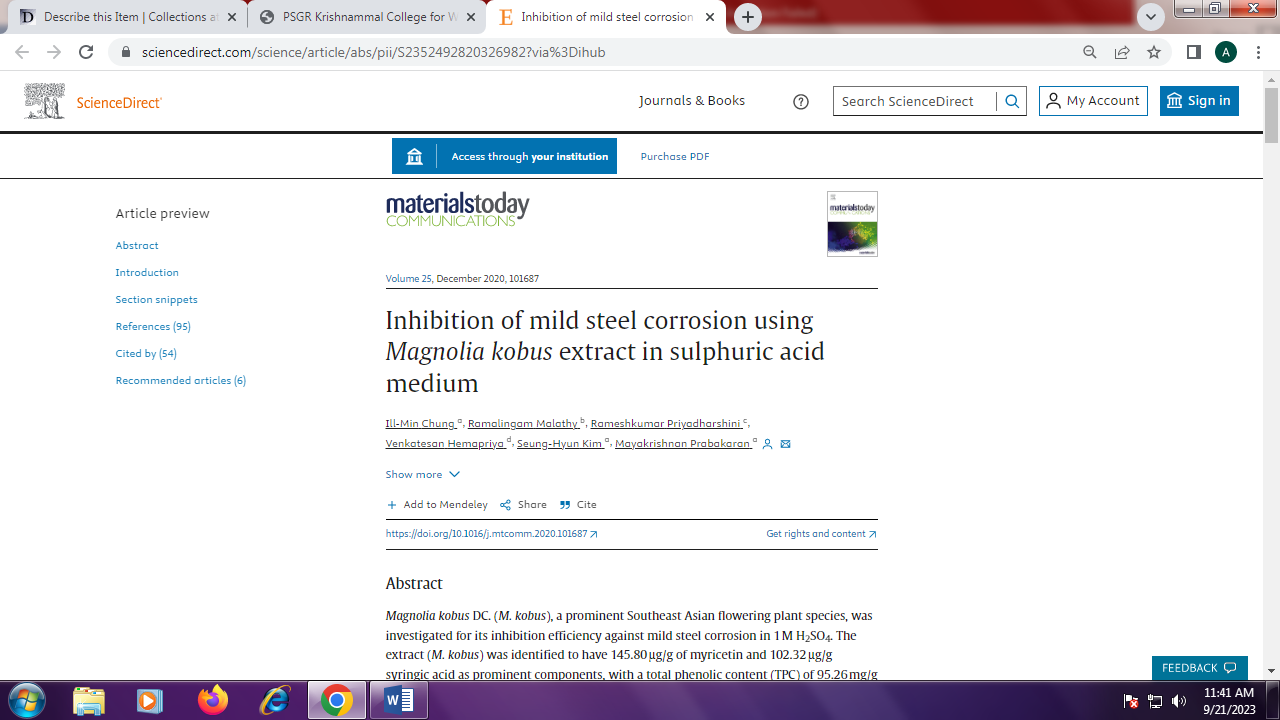 Describe this Item | Collections at
PSGR Krishnammal College for W
Inhibition of mild steel corrosion
sciencedirect.com/science/article/abs/pii/S2352492820326982?via%3Dihub
A
ScienceDirect
Journals & Books
Search ScienceDirect
My Account
Sign in
Access through your institution
Purchase PDF
Article preview
Abstract
Introduction
Section snippets
References (95)
Cited by (54)
Recommended articles (6)
materialstoday
COMMUNICATIONS
materialstoday
Volume 25, December 2020, 101687
Inhibition of mild steel corrosion using
Magnolia kobus extract in sulphuric acid
medium
Ill-Min Chung a, Ramalingam Malathy b, Rameshkumar Priyadharshini c,
Venkatesan Hemapriya d, Seung-Hyun Kim a, Mayakrishnan Prabakaran a
Show more
Add to Mendeley
Share
Cite
https://doi.org/10.1016/j.mtcomm.2020.101687
Get rights and content
Abstract
Magnolia kobus DC. (M. kobus), a prominent Southeast Asian flowering plant species, was
investigated for its inhibition efficiency against mild steel corrosion in 1 M H2SO4. The
extract (M. kobus) was identified to have 145.80 μg/g of myricetin and 102.32 μg/g
syringic acid as prominent components, with a total phenolic content (TPC) of 95.26 mg/g
FEEDBACK
11:41 AM
9/21/2023